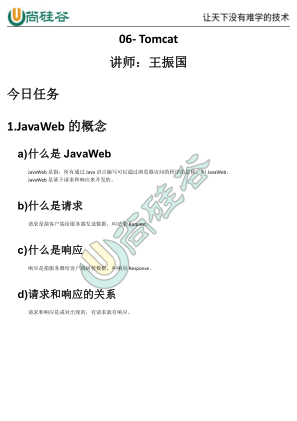 尚硅谷
让天下没有难学的技术
06- Tomcat
讲师：王振国
今日任务
1.JavaWeb 的概念
a)什么是 JavaWeb
JavaWeb 是指，所有通过 Java 语言编写可以通过浏览器访问的程序的总称，叫 JavaWeb。
JavaWeb 是基于请求和响应来开发的。
b)什么是请求
请求是指客户端给服务器发送数据，叫请求 Request。
c)什么是响应
响应是指服务器给客户端回传数据，叫响应 Response。
d)请求和响应的关系
请求和响应是成对出现的，有请求就有响应。
尚硅谷